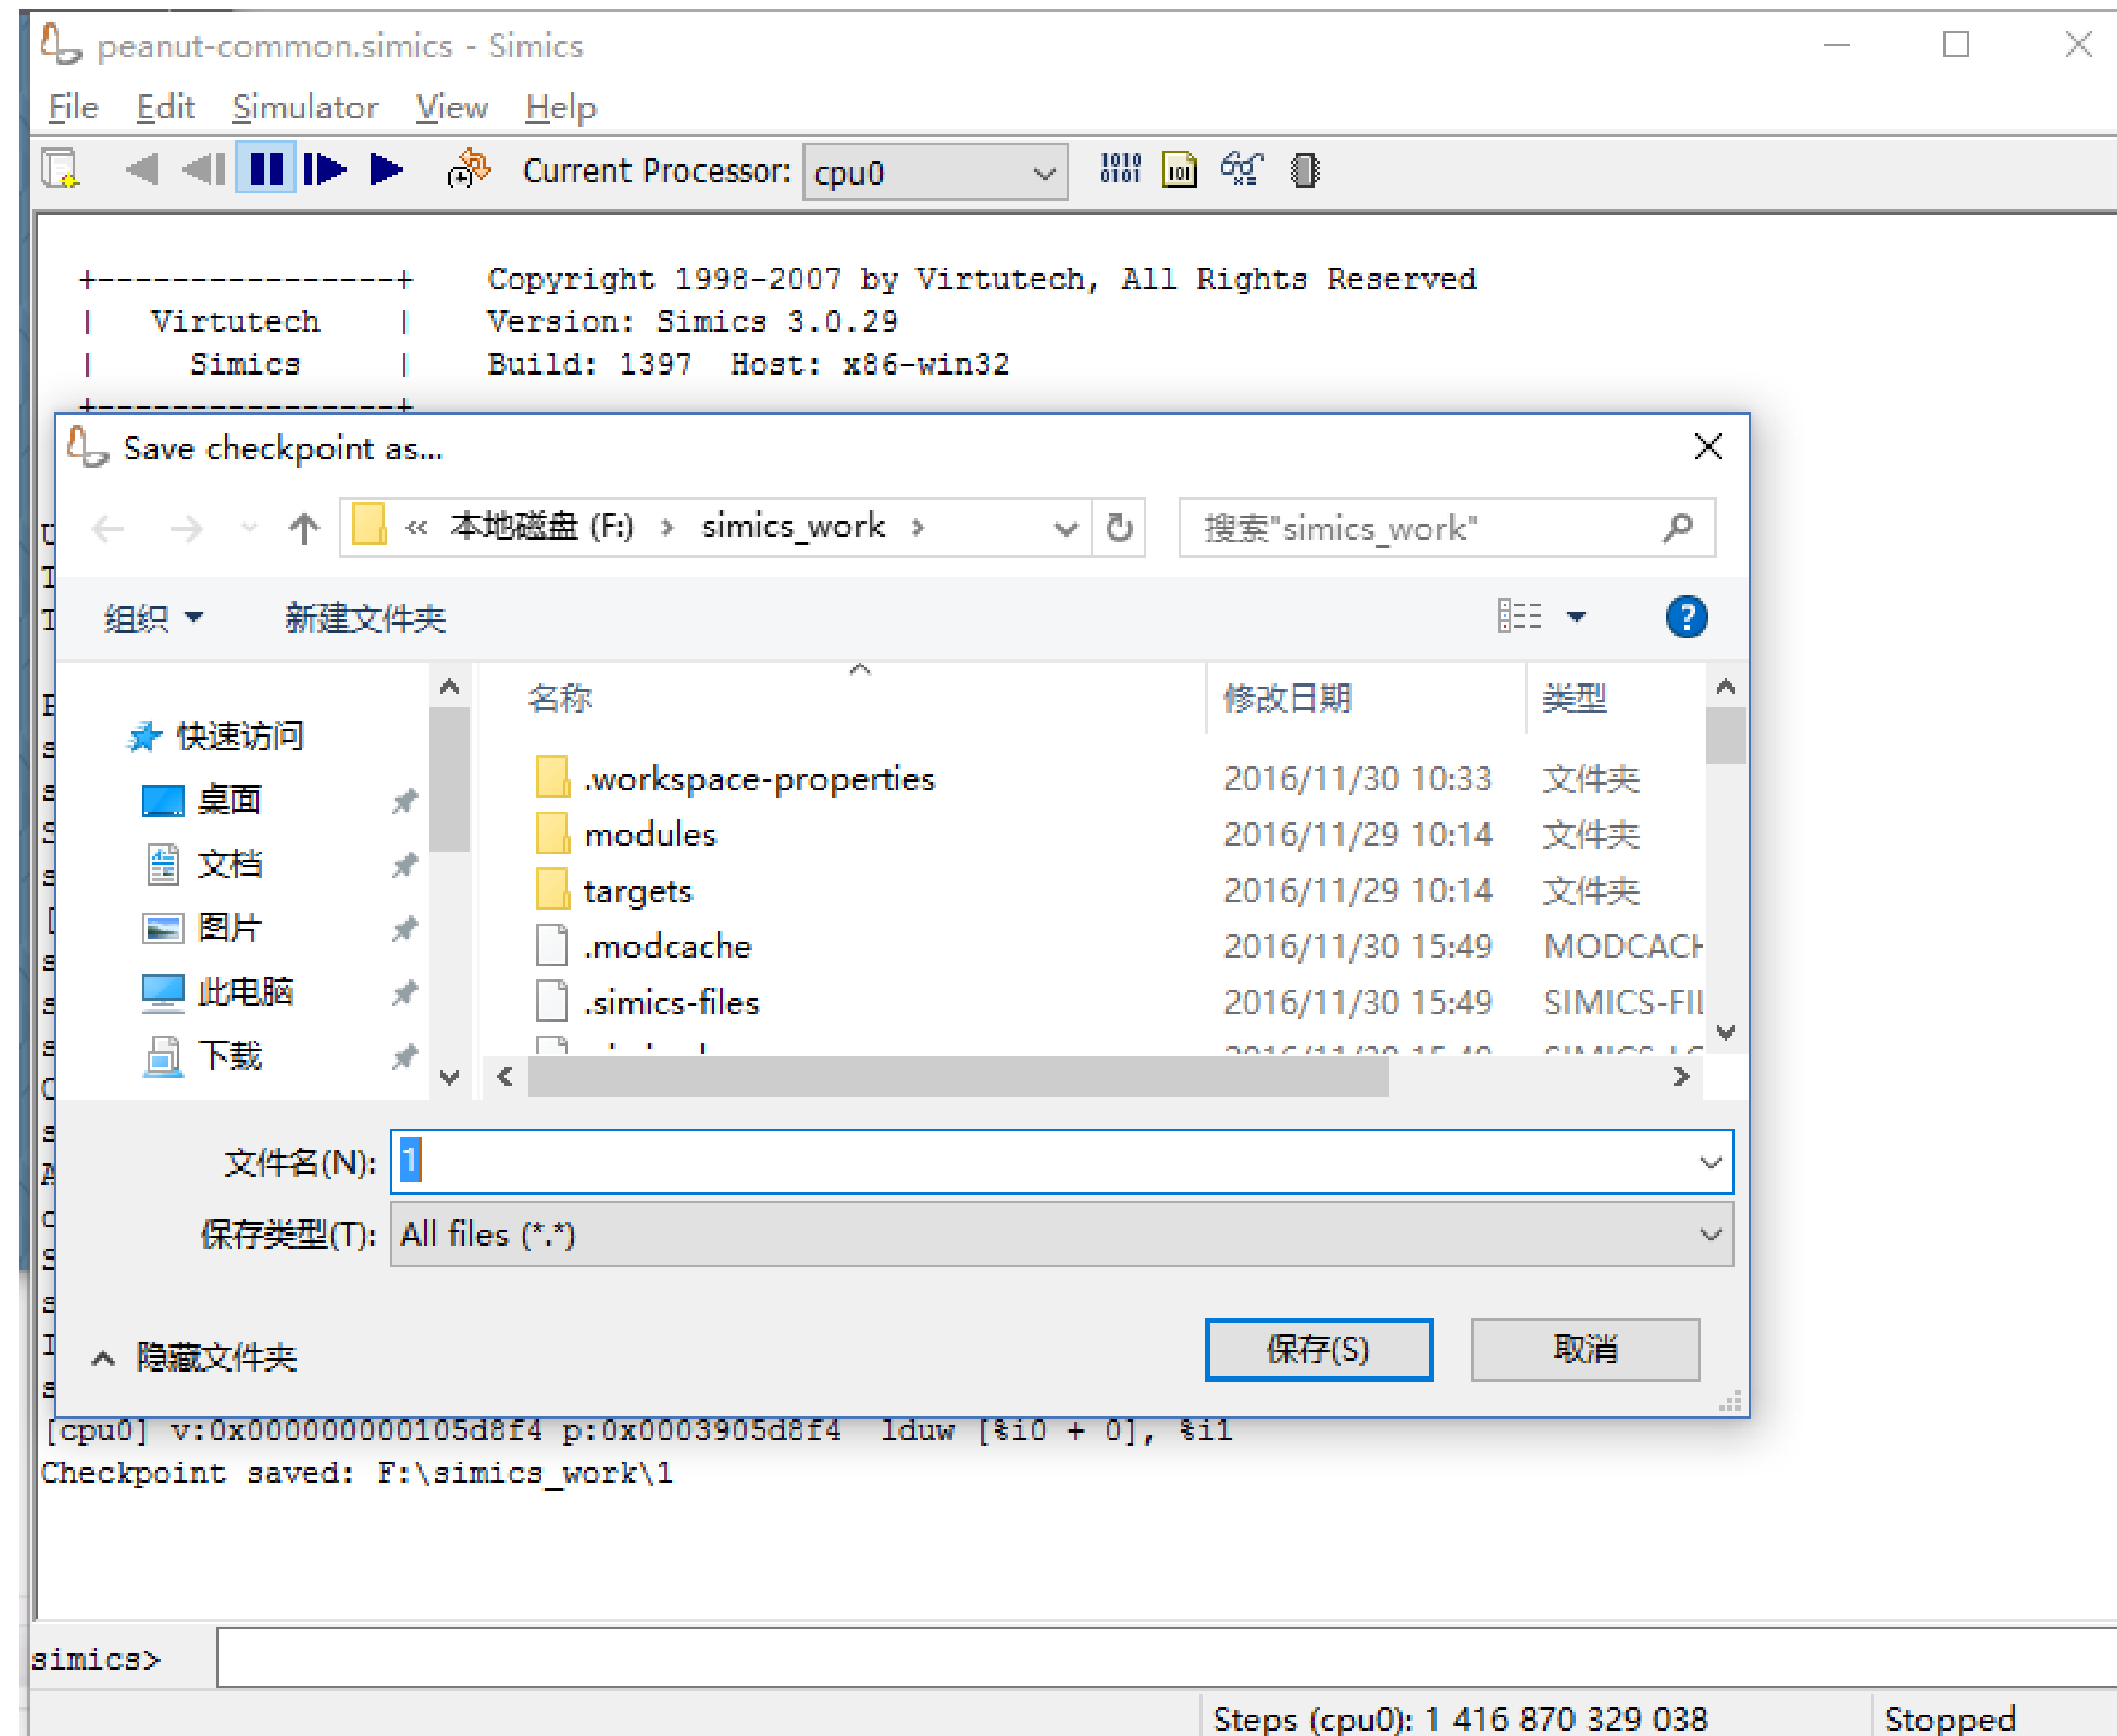 peanut-common.simics - Simics
File Edit Simulator View Help
Current Processor: cpu0
+----------------+ Copyright 1998-2007 by Virtutech, All Rights Reserved
| Virtutech | Version: Simics 3.0.29
| Simics | Build: 1397 Host: x86-win32
+----------------+
Save checkpoint as...
« 本地磁盘 (F:) › simics_work ›
搜索"simics_work"
组织 新建文件夹
名称 修改日期 类型
快速访问
桌面
文档
图片
此电脑
下载
.workspace-properties 2016/11/30 10:33 文件夹
modules 2016/11/29 10:14 文件夹
targets 2016/11/29 10:14 文件夹
.modcache 2016/11/30 15:49 MODCACH
.simics-files 2016/11/30 15:49 SIMICS-FIL
文件名(N): 1
保存类型(T): All files (*.*)
隐藏文件夹 保存(S) 取消
[cpu0] v:0x000000000105d8f4 p:0x0003905d8f4 lduw [%i0 + 0], %i1
Checkpoint saved: F:\simics_work\1
simics>
Steps (cpu0): 1 416 870 329 038 Stopped